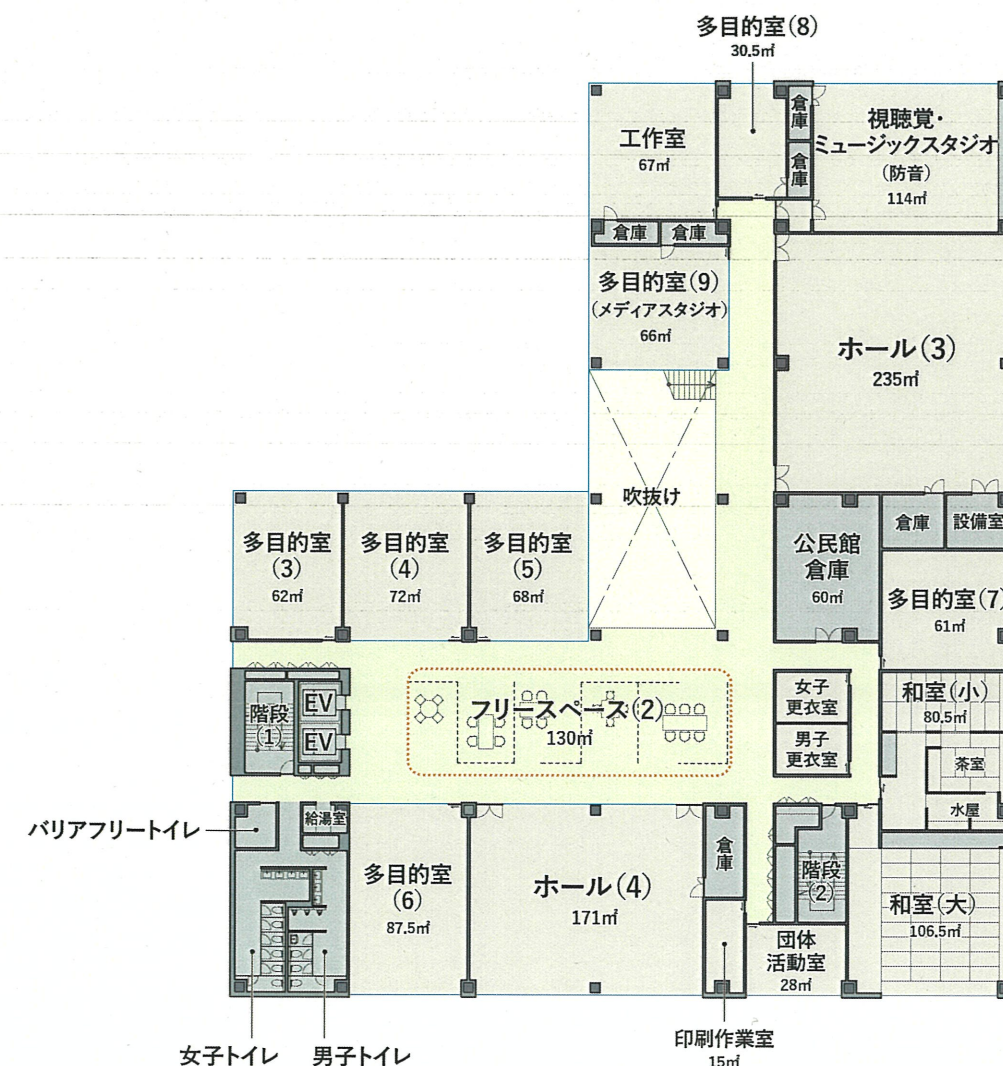 多目的室(8)
30.5㎡
工作室
67㎡
倉庫
倉庫
視聴覚・
ミュージックスタジオ
(防音)
114㎡
倉庫
倉庫
多目的室(9)
(メディアスタジオ)
66㎡
ホール(3)
235㎡
吹抜け
多目的室
(3)
62㎡
多目的室
(4)
72㎡
多目的室
(5)
68㎡
公民館
倉庫
60㎡
倉庫
設備室
多目的室(7)
61㎡
階段
(1)
EV
EV
フリースペース(2)
130㎡
女子
更衣室
男子
更衣室
和室(小)
80.5㎡
茶室
水屋
バリアフリートイレ
給湯室
多目的室
(6)
87.5㎡
ホール(4)
171㎡
倉庫
階段
(2)
和室(大)
106.5㎡
団体
活動室
28㎡
女子トイレ
男子トイレ
印刷作業室
15㎡